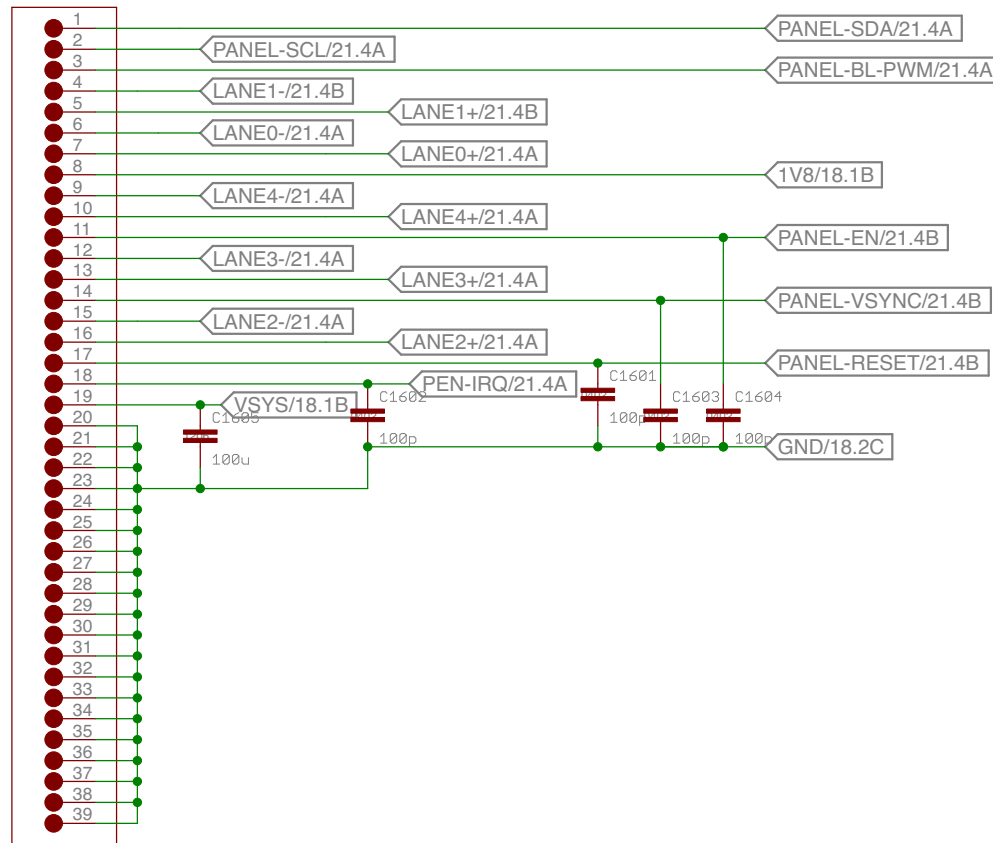 1 PANEL-SDA/21.4A
2 PANEL-SCL/21.4A
3 PANEL-BL-PWM/21.4A
4 LANE1-/21.4B
5 LANE1+/21.4B
6 LANE0-/21.4A
7 LANE0+/21.4A
8 1V8/18.1B
9 LANE4-/21.4A
10 LANE4+/21.4A
11 PANEL-EN/21.4B
12 LANE3-/21.4A
13 LANE3+/21.4A
14 PANEL-VSYNC/21.4B
15 LANE2-/21.4A
16 LANE2+/21.4A
17 PANEL-RESET/21.4B
18 PEN-IRQ/21.4A C1601
19 VSYS/18.1B C1602 C1603 C1604
20 C1605 100p
21 100p 100p 100p GND/18.2C
22 100u
23
24
25
26
27
28
29
30
31
32
33
34
35
36
37
38
39